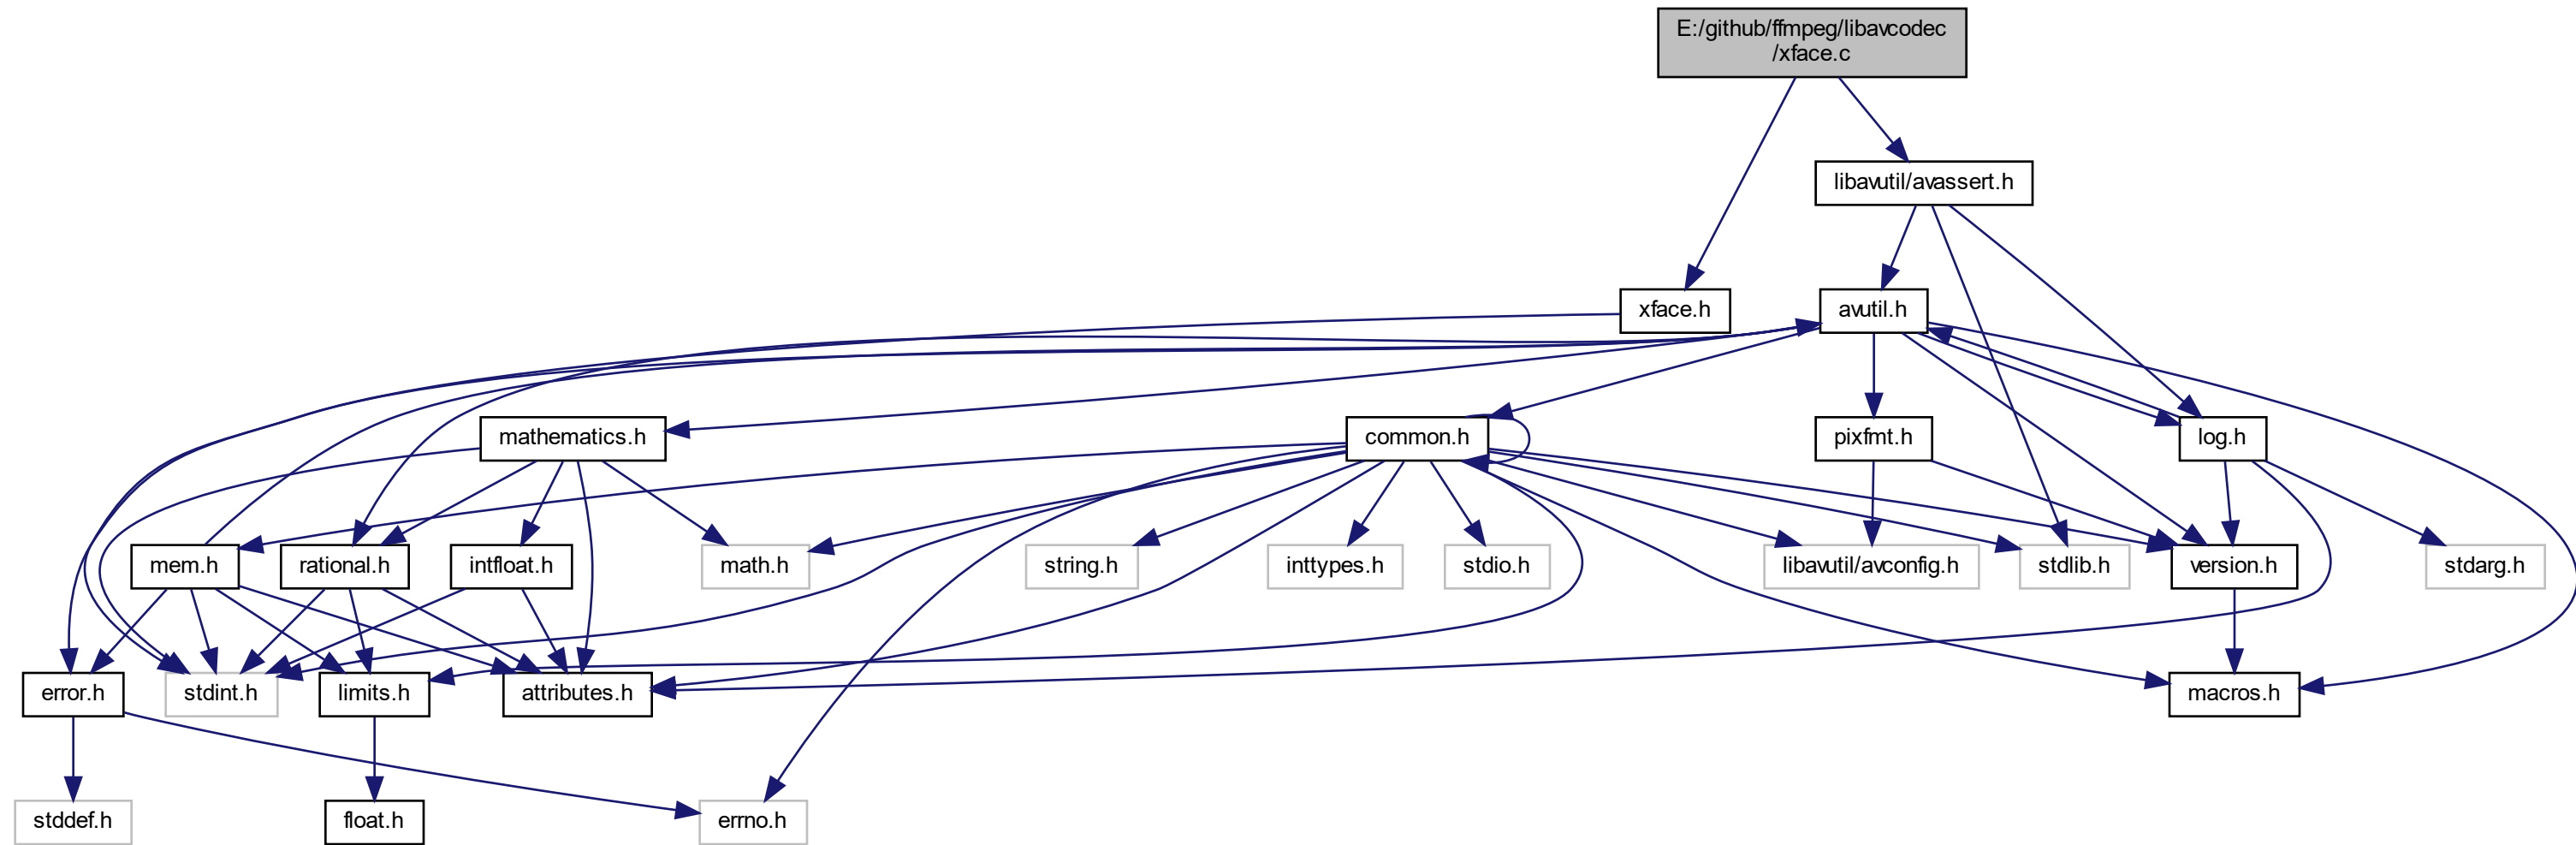 E:/github/ffmpeg/libavcodec
/xface.c
libavutil/avassert.h
xface.h
avutil.h
mathematics.h
common.h
pixfmt.h
log.h
mem.h
rational.h
intfloat.h
math.h
string.h
inttypes.h
stdio.h
libavutil/avconfig.h
stdlib.h
version.h
stdarg.h
error.h
stdint.h
limits.h
attributes.h
macros.h
stddef.h
float.h
errno.h